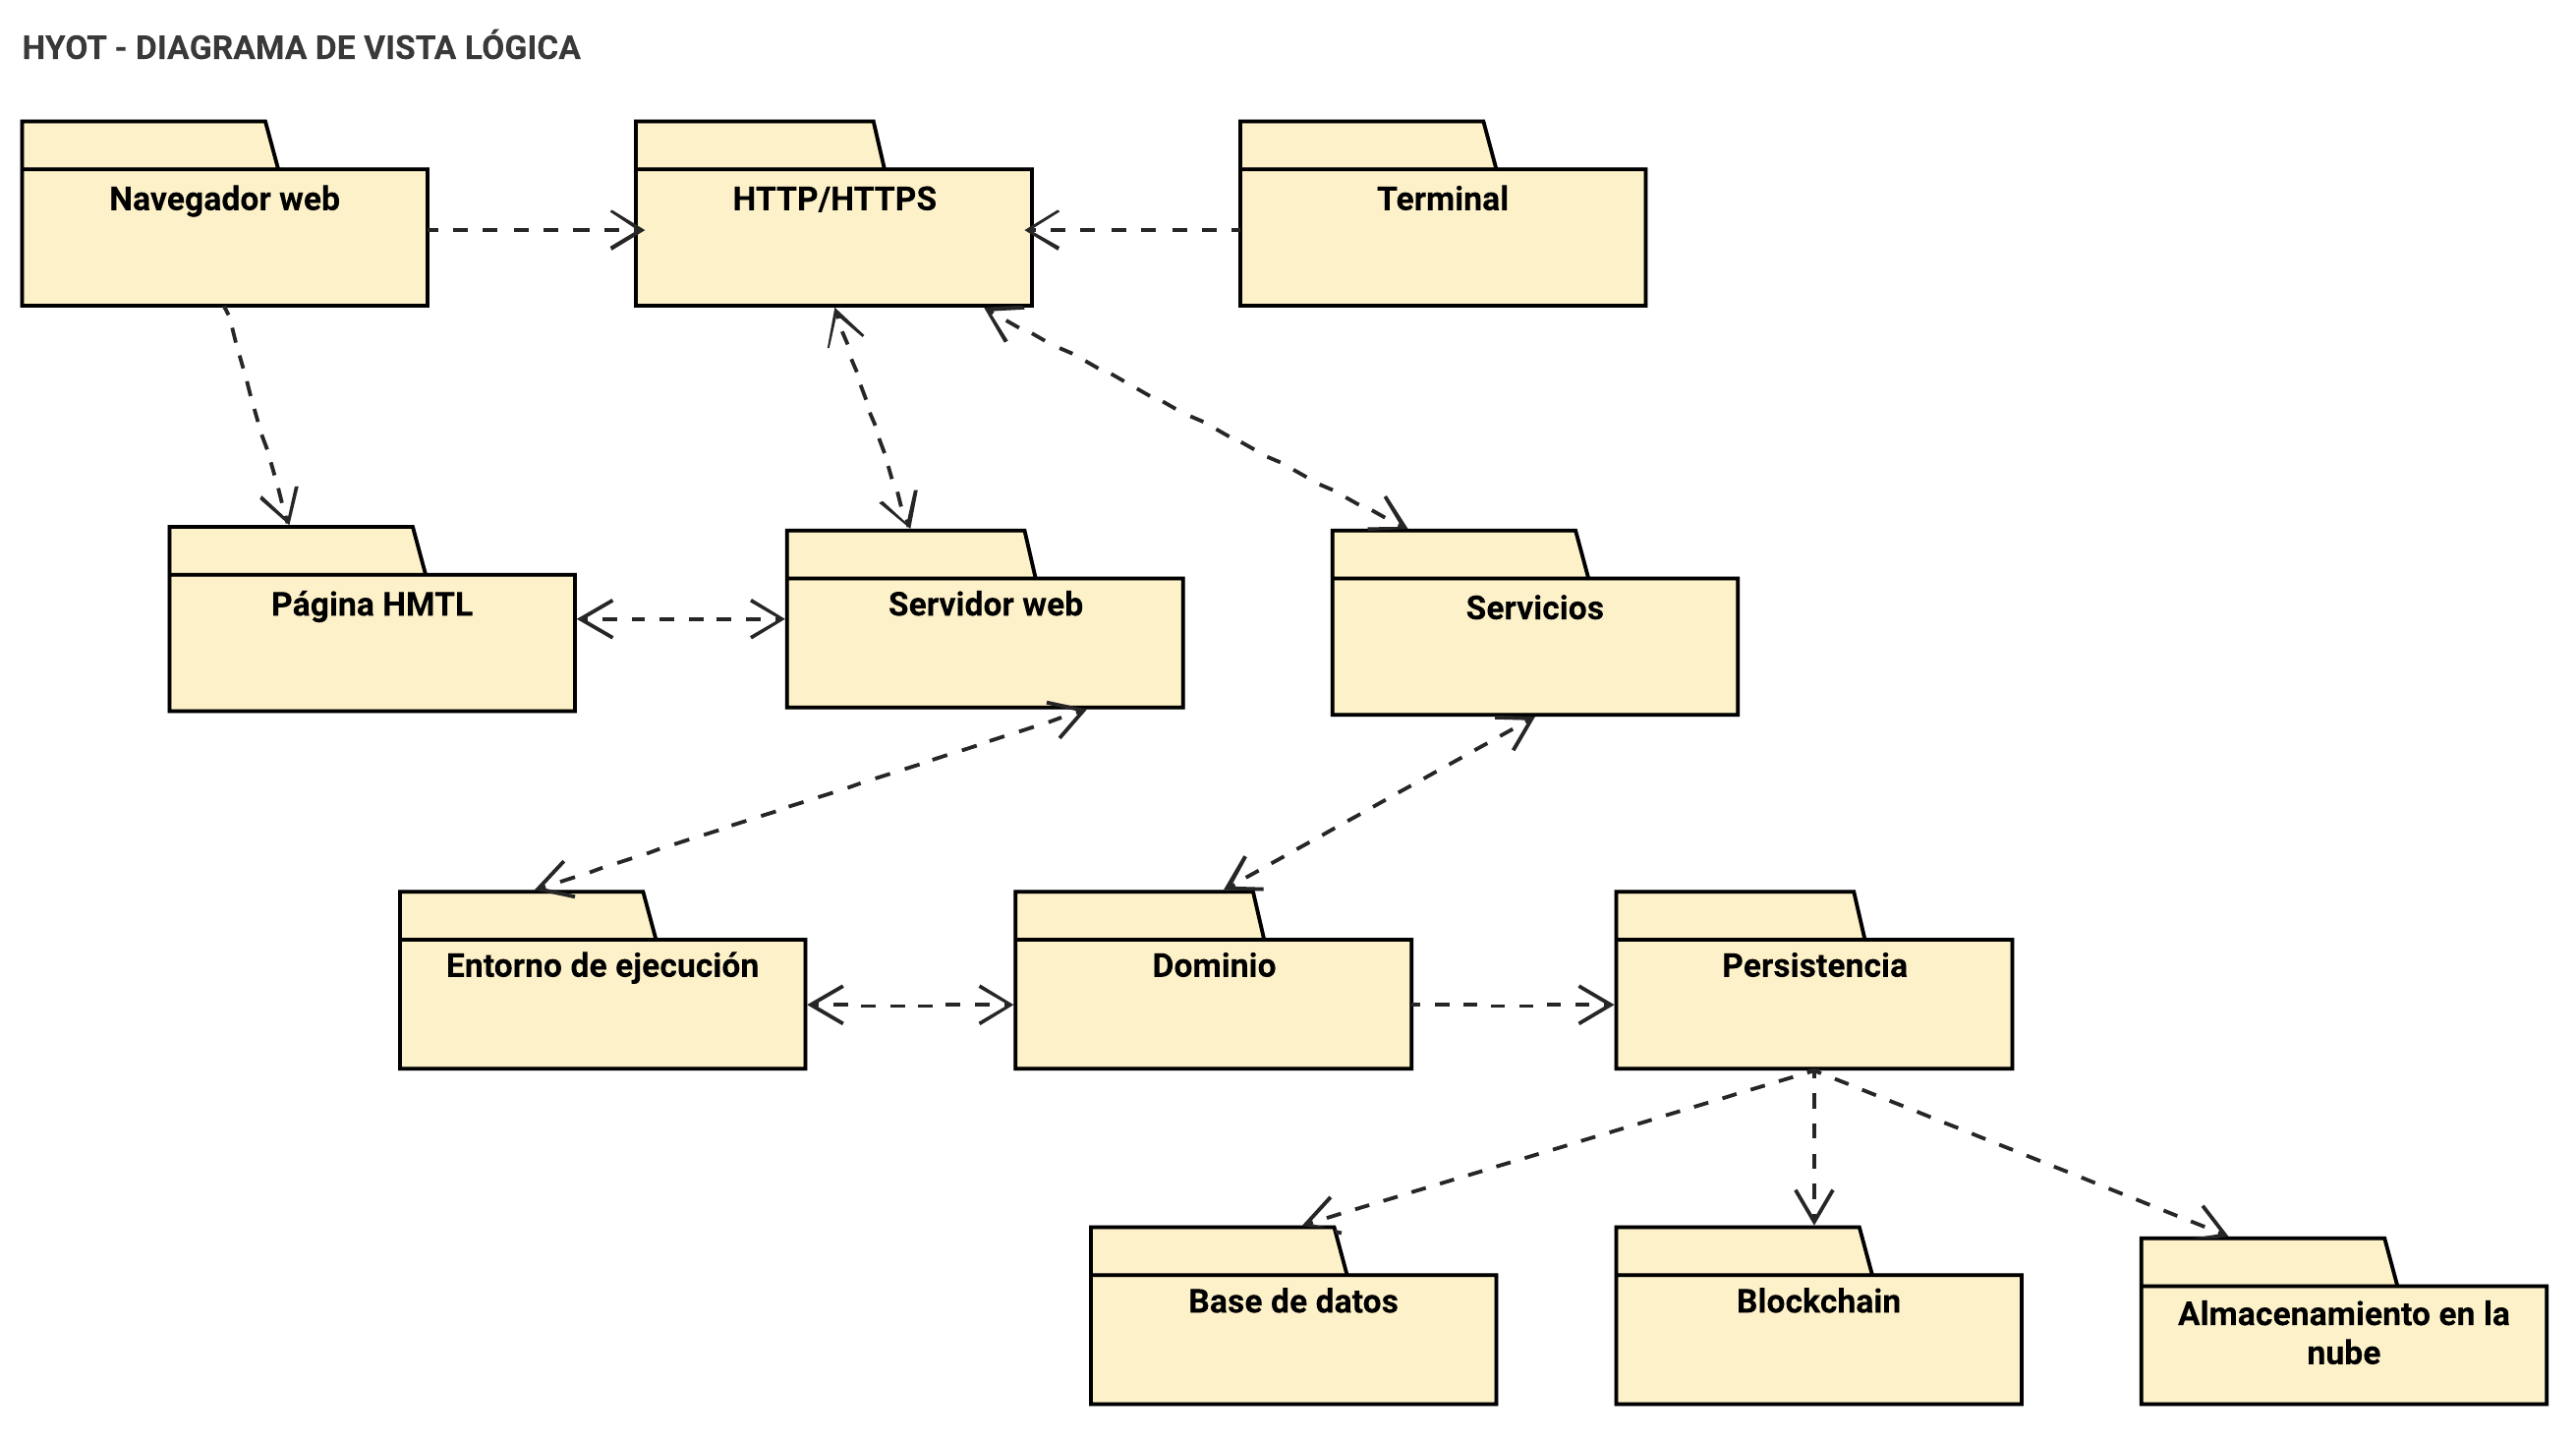 HYOT - DIAGRAMA DE VISTA LÓGICA
Navegador web
HTTP/HTTPS
Terminal
Página HMTL
Servidor web
Servicios
Entorno de ejecución
Dominio
Persistencia
Base de datos
Blockchain
Almacenamiento en la
nube